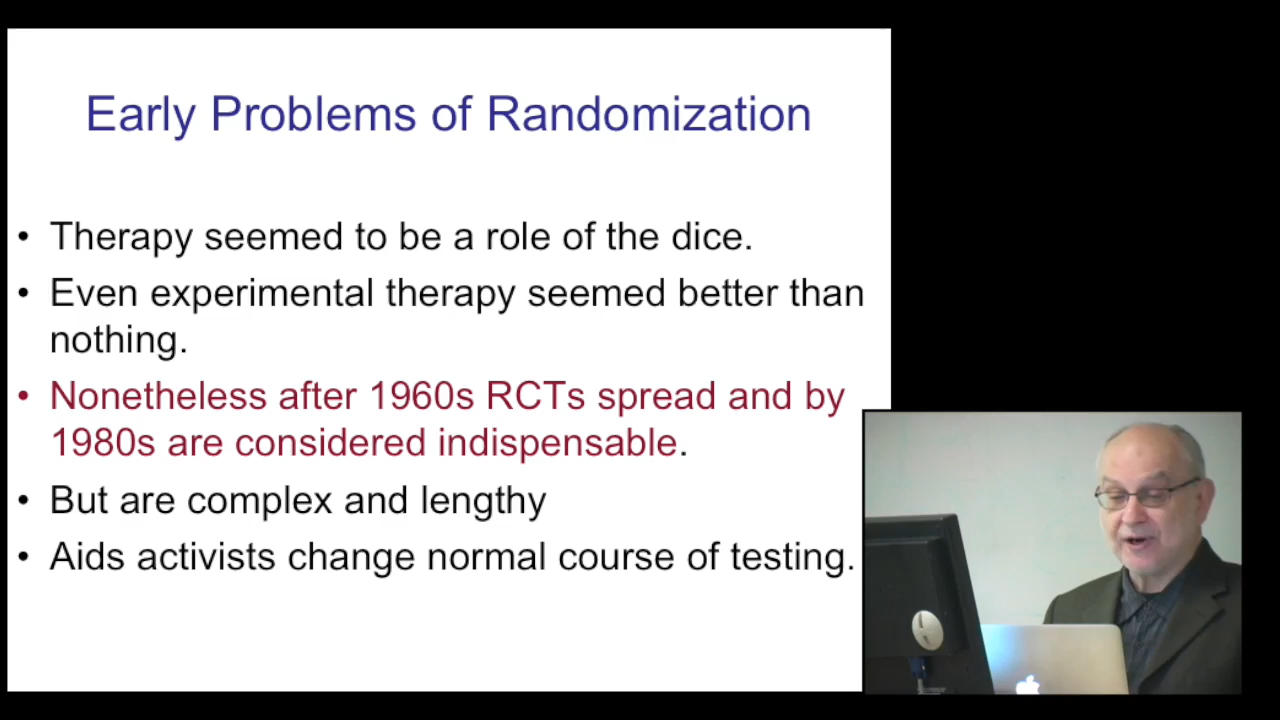 Early Problems of Randomization
• Therapy seemed to be a role of the dice.
• Even experimental therapy seemed better than
nothing.
• Nonetheless after 1960s RCTs spread and by
1980s are considered indispensable.
• But are complex and lengthy
• Aids activists change normal course of testing.